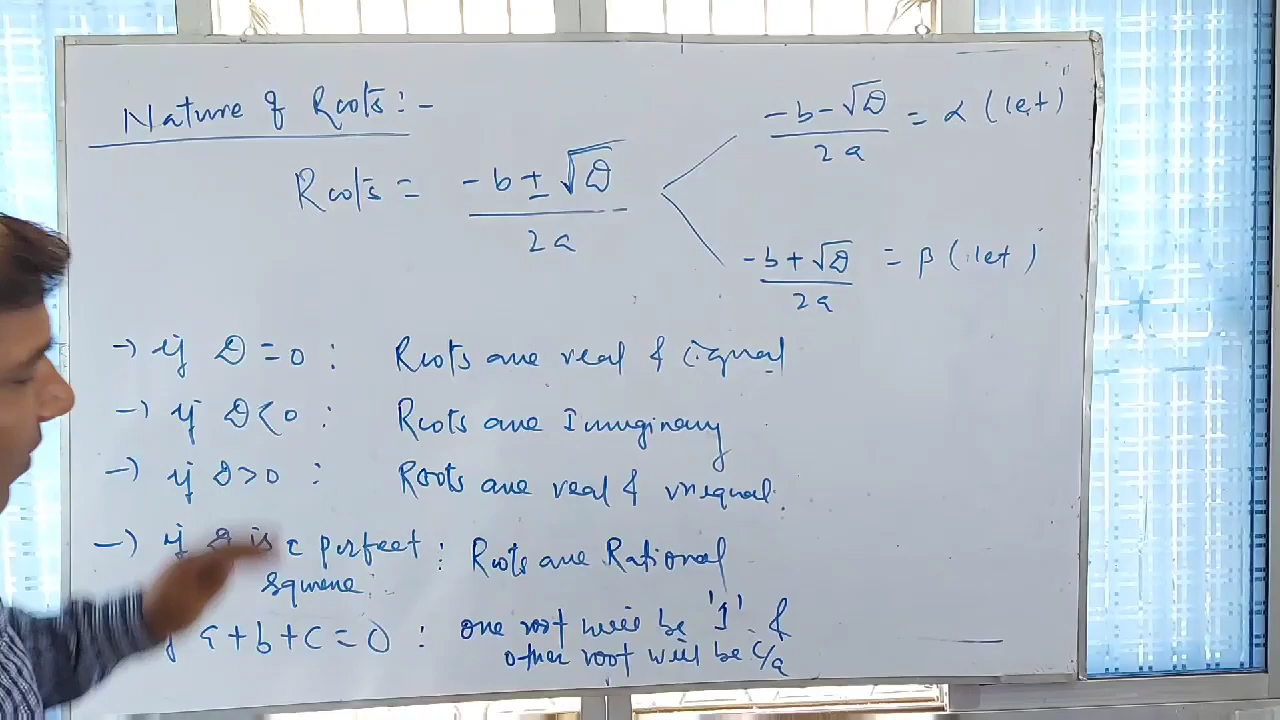 Nature of Roots :-
Roots = -b ± √D / 2a
-b - √D / 2a = α (let)
-b + √D / 2a = β (let)
→ if D = 0 : Roots are real & Equal
→ if D < 0 : Roots are Imaginary
→ if D > 0 : Roots are real & unequal.
→ if D is a perfect : Roots are Rational
square :
a + b + c = 0 : one root will be '1' &
other root will be c/a